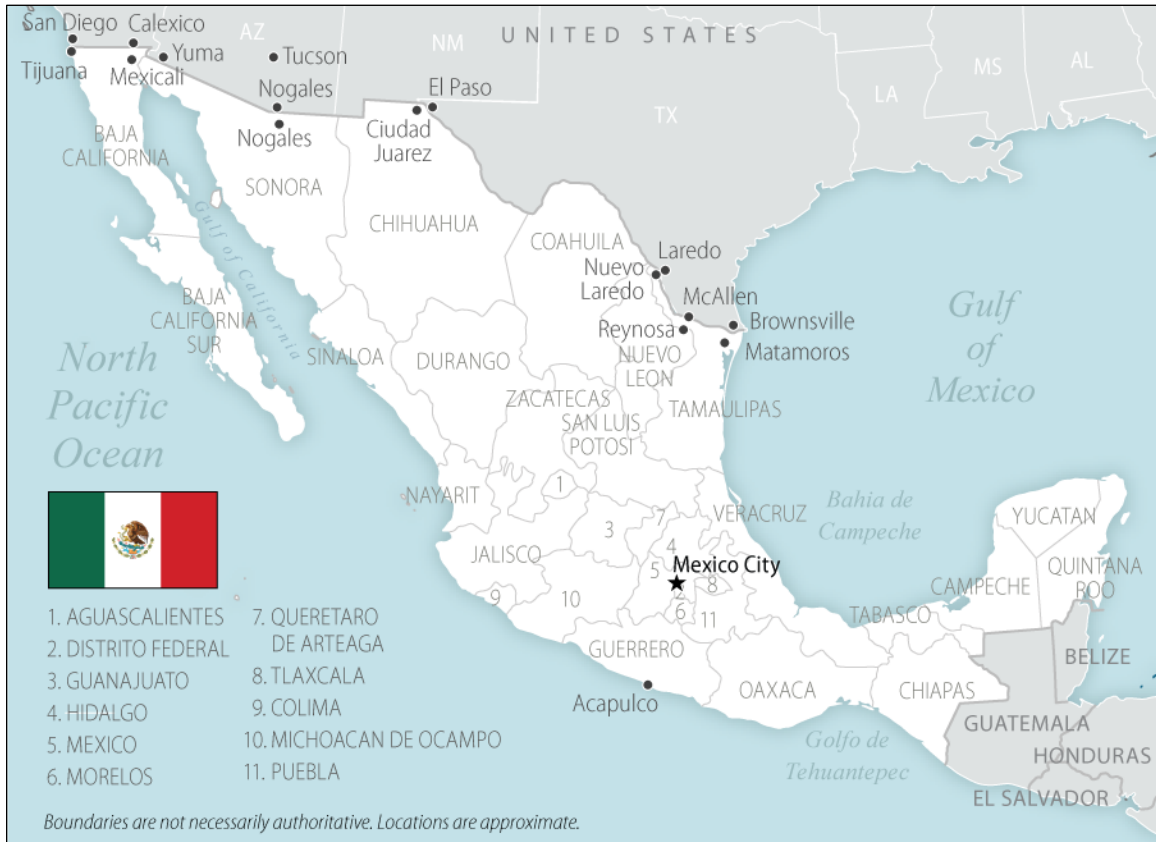 San Diego
Calexico
AZ
NM
UNITED STATES
MS
AL
Yuma
Tucson
Tijuana
Mexicali
LA
Nogales
El Paso
TX
Nogales
Ciudad
Juarez
BAJA
CALIFORNIA
SONORA
CHIHUAHUA
Gulf of California
COAHUILA
Laredo
Nuevo
Laredo
McAllen
Brownsville
Reynosa
Matamoros
NUEVO
LEON
Gulf
of
Mexico
BAJA
CALIFORNIA
SUR
North
Pacific
Ocean
SINALOA
DURANGO
ZACATECAS
SAN LUIS
POTOSI
TAMAULIPAS
NAYARIT
1
3
7
VERACRUZ
Bahia de
Campeche
YUCATAN
JALISCO
4
5
Mexico City
8
2
CAMPECHE
QUINTANA
ROO
9
10
6
11
TABASCO
GUERRERO
BELIZE
Acapulco
OAXACA
CHIAPAS
GUATEMALA
Golfo de
Tehuantepec
HONDURAS
EL SALVADOR
1. AGUASCALIENTES
2. DISTRITO FEDERAL
3. GUANAJUATO
4. HIDALGO
5. MEXICO
6. MORELOS
7. QUERETARO
DE ARTEAGA
8. TLAXCALA
9. COLIMA
10. MICHOACAN DE OCAMPO
11. PUEBLA
Boundaries are not necessarily authoritative. Locations are approximate.